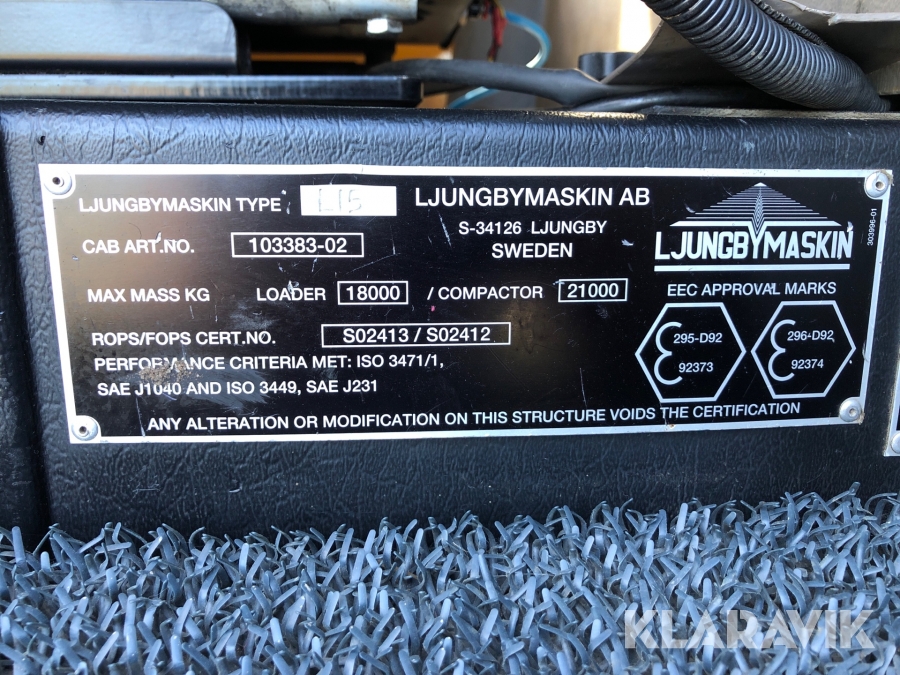 LJUNGBYMASKIN TYPE L15
LJUNGBYMASKIN AB
S-34126 LJUNGBY
SWEDEN
LJUNGBYMASKIN
303996-01
CAB ART.NO. 103383-02
MAX MASS KG LOADER 18000 / COMPACTOR 21000
EEC APPROVAL MARKS
ROPS/FOPS CERT.NO. S02413 / S02412
295-D92
92373
296-D92
92374
PERFORMANCE CRITERIA MET: ISO 3471/1,
SAE J1040 AND ISO 3449, SAE J231
ANY ALTERATION OR MODIFICATION ON THIS STRUCTURE VOIDS THE CERTIFICATION
KLARAVIK